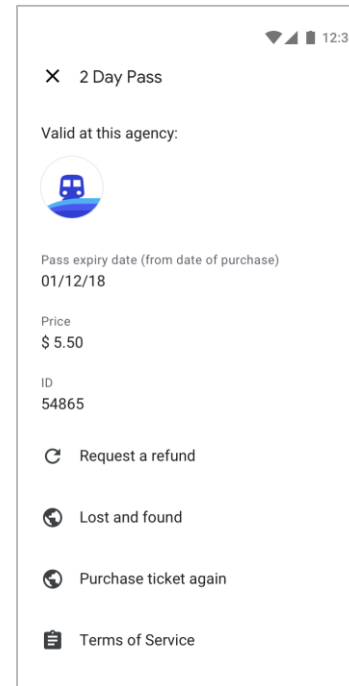 12:3
2 Day Pass
Valid at this agency:
Pass expiry date (from date of purchase)
01/12/18
Price
$ 5.50
ID
54865
Request a refund
Lost and found
Purchase ticket again
Terms of Service